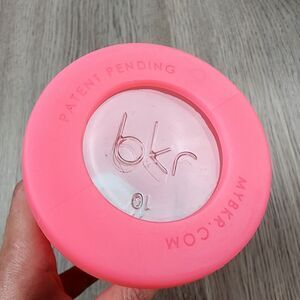 PATENT PENDING
bkr
10
MYBKR.COM